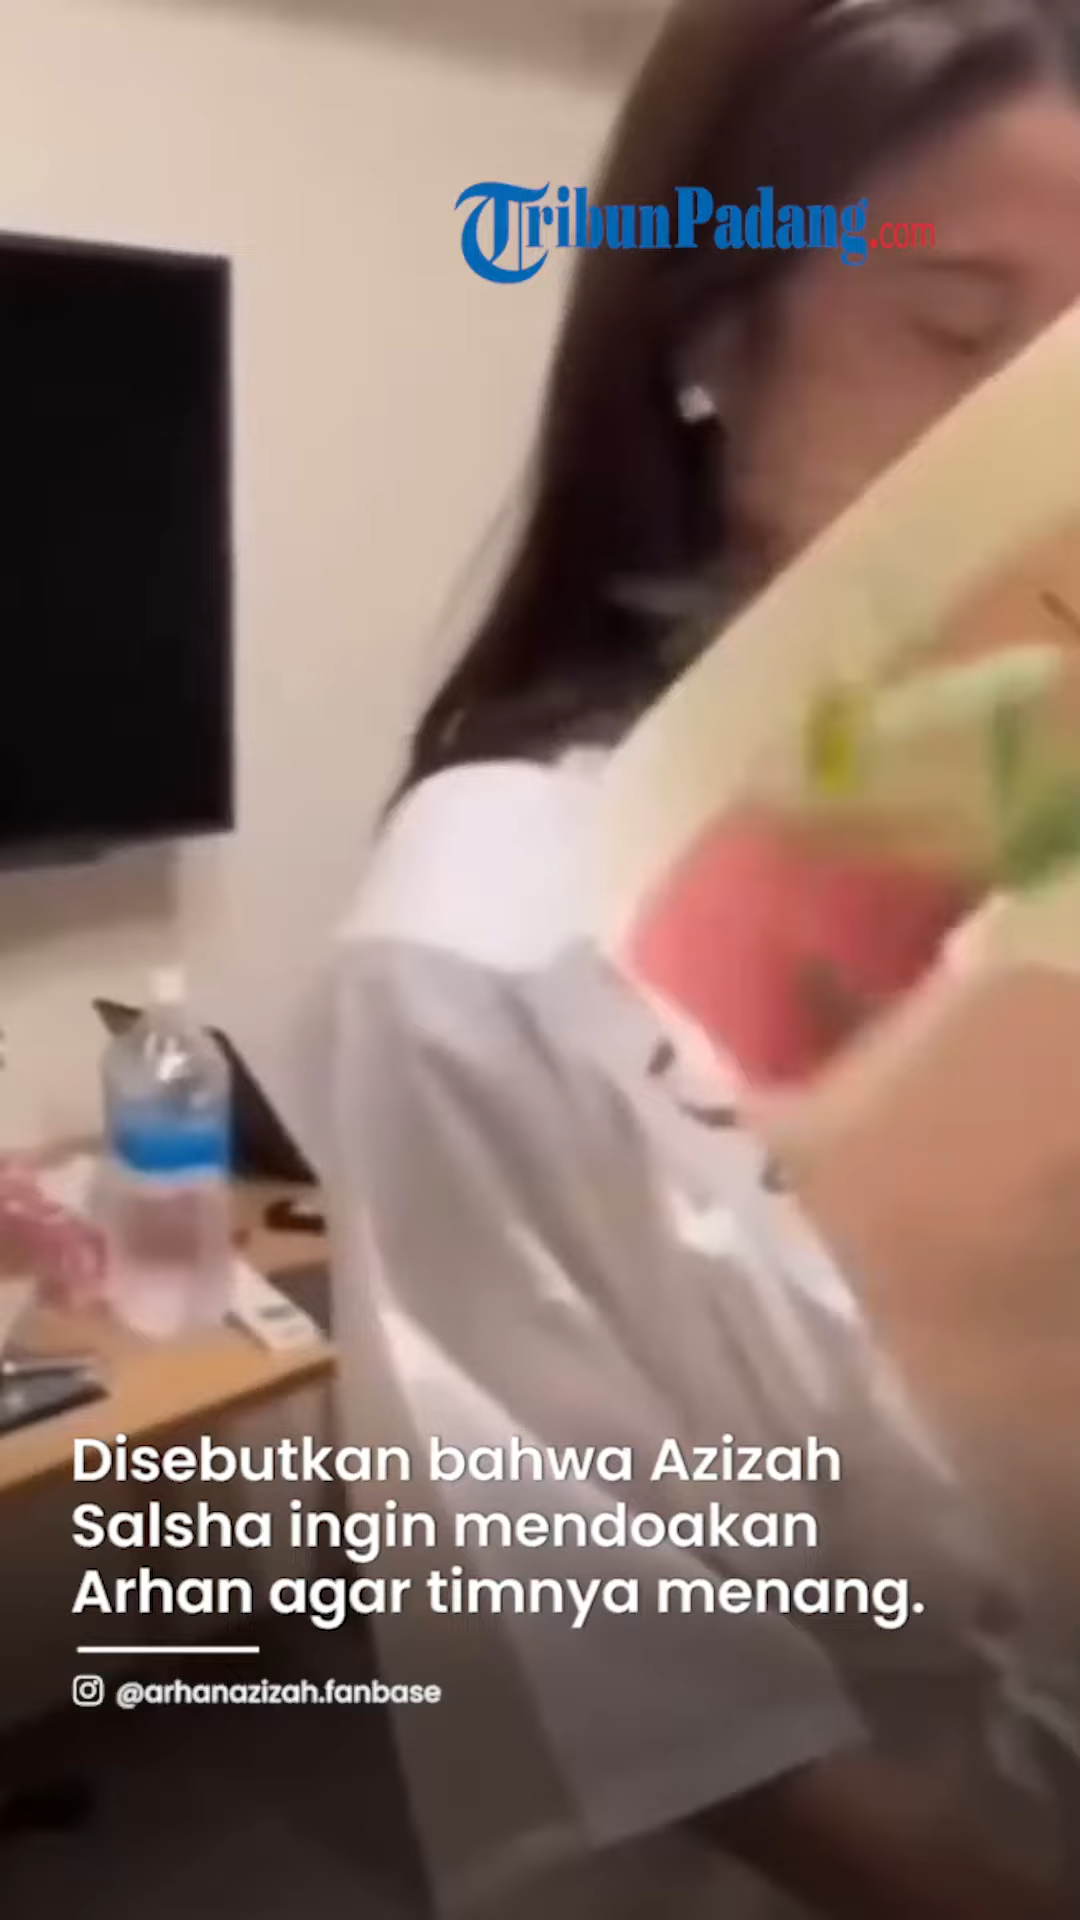 TribunPadang.com
Disebutkan bahwa Azizah
Salsha ingin mendoakan
Arhan agar timnya menang.
@arhanazizah.fanbase